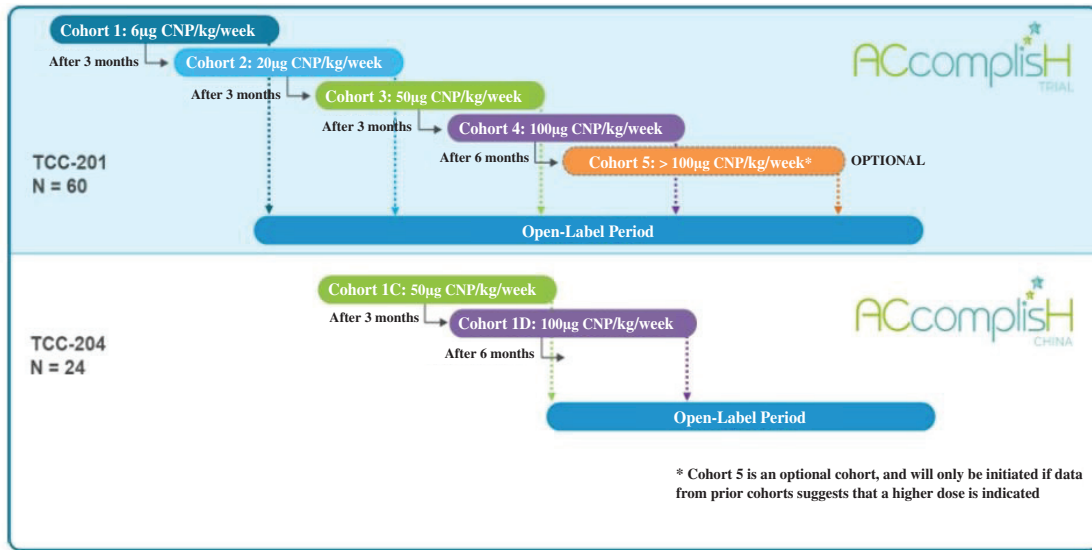 Cohort 1: 6µg CNP/kg/week
After 3 months
Cohort 2: 20µg CNP/kg/week
After 3 months
Cohort 3: 50µg CNP/kg/week
After 3 months
Cohort 4: 100µg CNP/kg/week
After 6 months
Cohort 5: > 100µg CNP/kg/week*
OPTIONAL
ACcomplisH
TRIAL
TCC-201
N = 60
Open-Label Period
Cohort 1C: 50µg CNP/kg/week
After 3 months
Cohort 1D: 100µg CNP/kg/week
After 6 months
ACcomplisH
CHINA
TCC-204
N = 24
Open-Label Period
* Cohort 5 is an optional cohort, and will only be initiated if data
from prior cohorts suggests that a higher dose is indicated